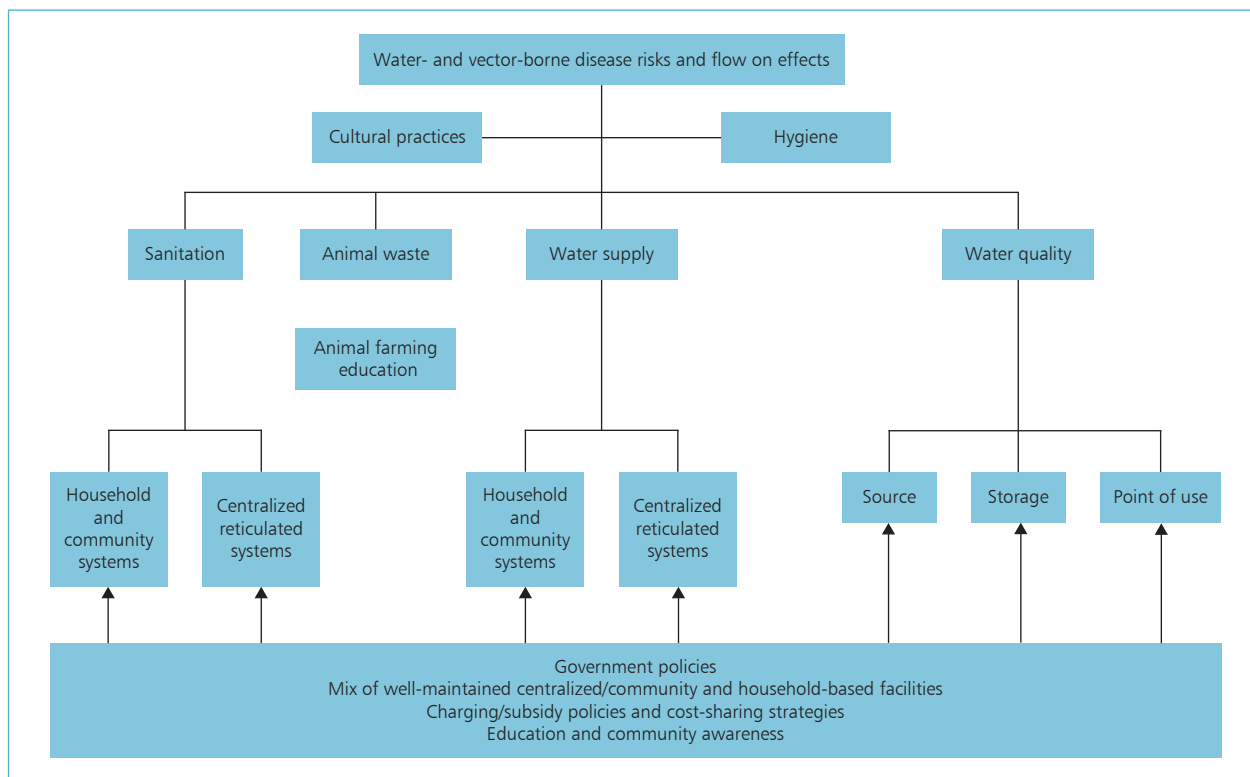 Water- and vector-borne disease risks and flow on effects
Cultural practices
Hygiene
Sanitation
Animal waste
Water supply
Water quality
Animal farming
education
Household
and
community
systems
Centralized
reticulated
systems
Household
and
community
systems
Centralized
reticulated
systems
Source
Storage
Point of use
Government policies
Mix of well-maintained centralized/community and household-based facilities
Charging/subsidy policies and cost-sharing strategies
Education and community awareness